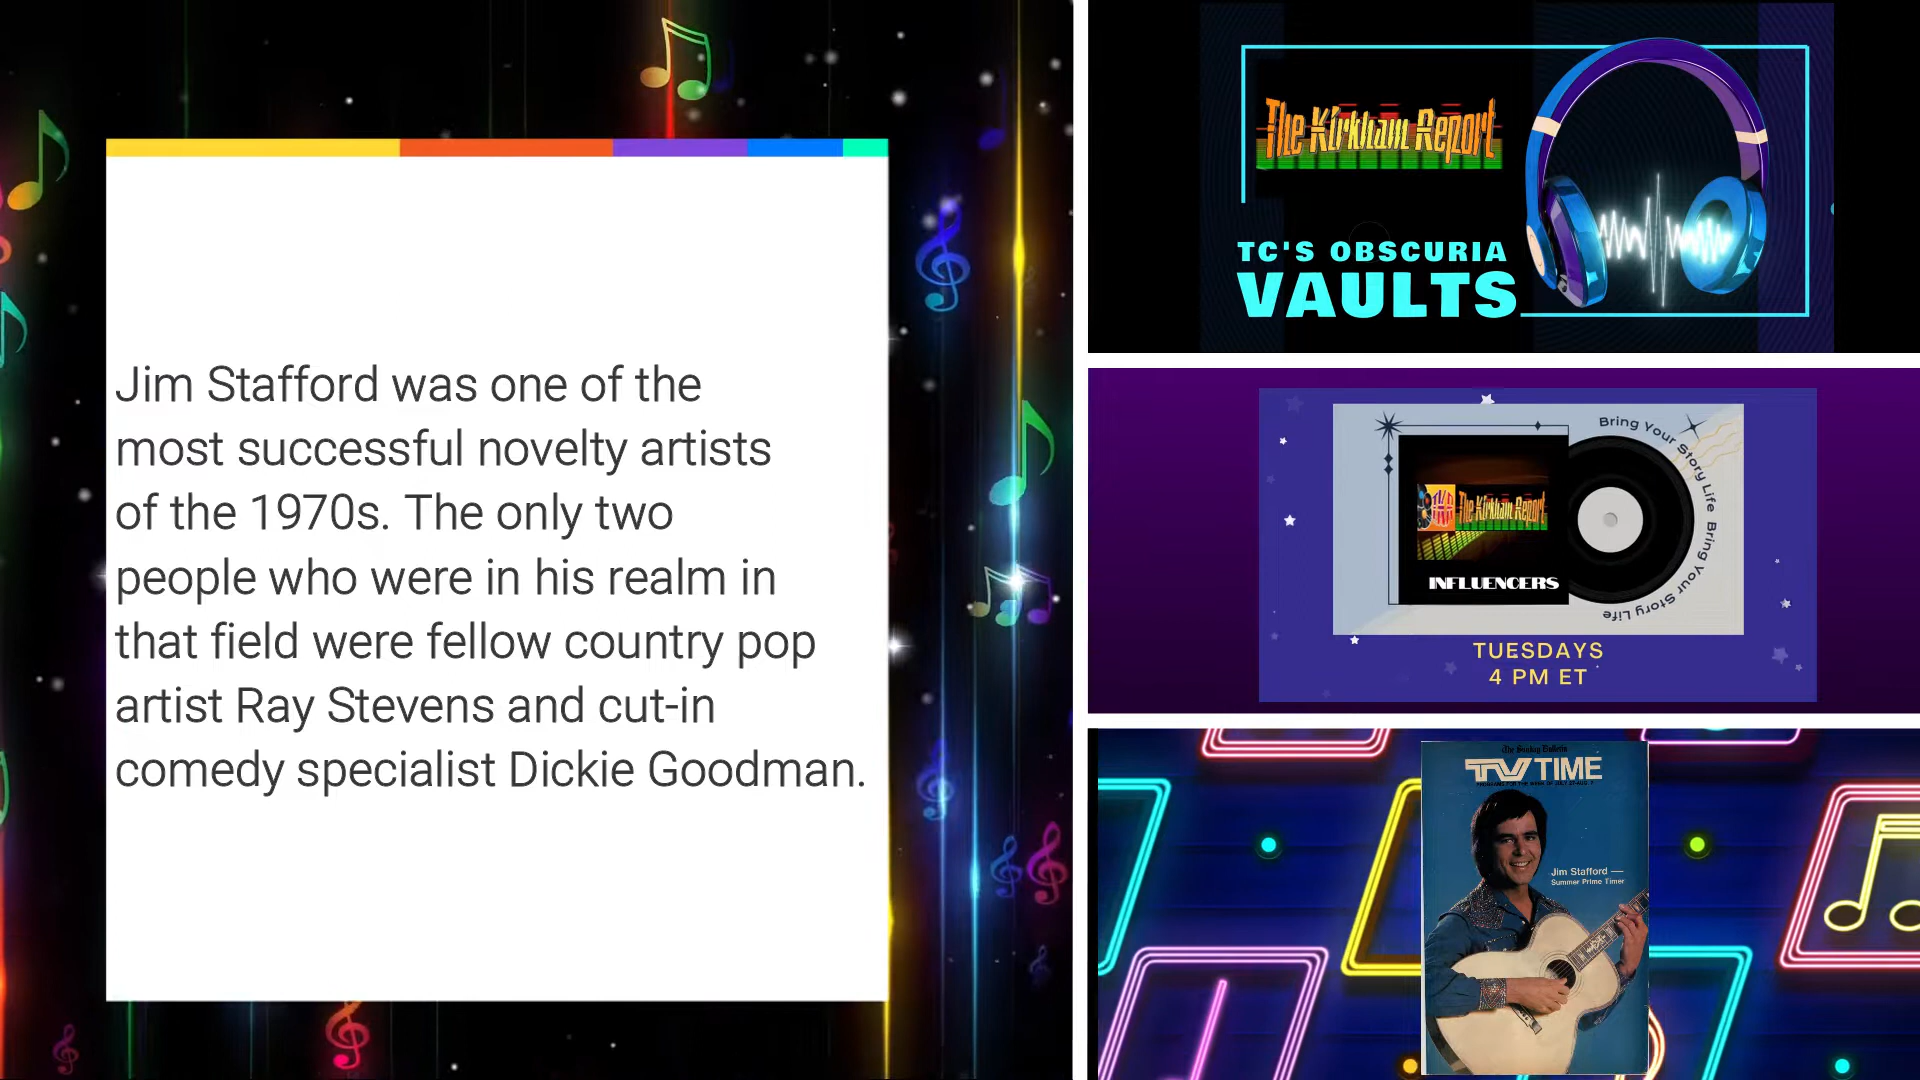 Jim Stafford was one of the
most successful novelty artists
of the 1970s. The only two
people who were in his realm in
that field were fellow country pop
artist Ray Stevens and cut-in
comedy specialist Dickie Goodman.
The Kirkham Report
TC'S OBSCURIA
VAULTS
Bring Your Story Life Bring Your Story Life
The Kirkham Report
INFLUENCERS
TUESDAYS
4 PM ET
The Sunday Bulletin
TV TIME
Jim Stafford —
Summer Prime Timer